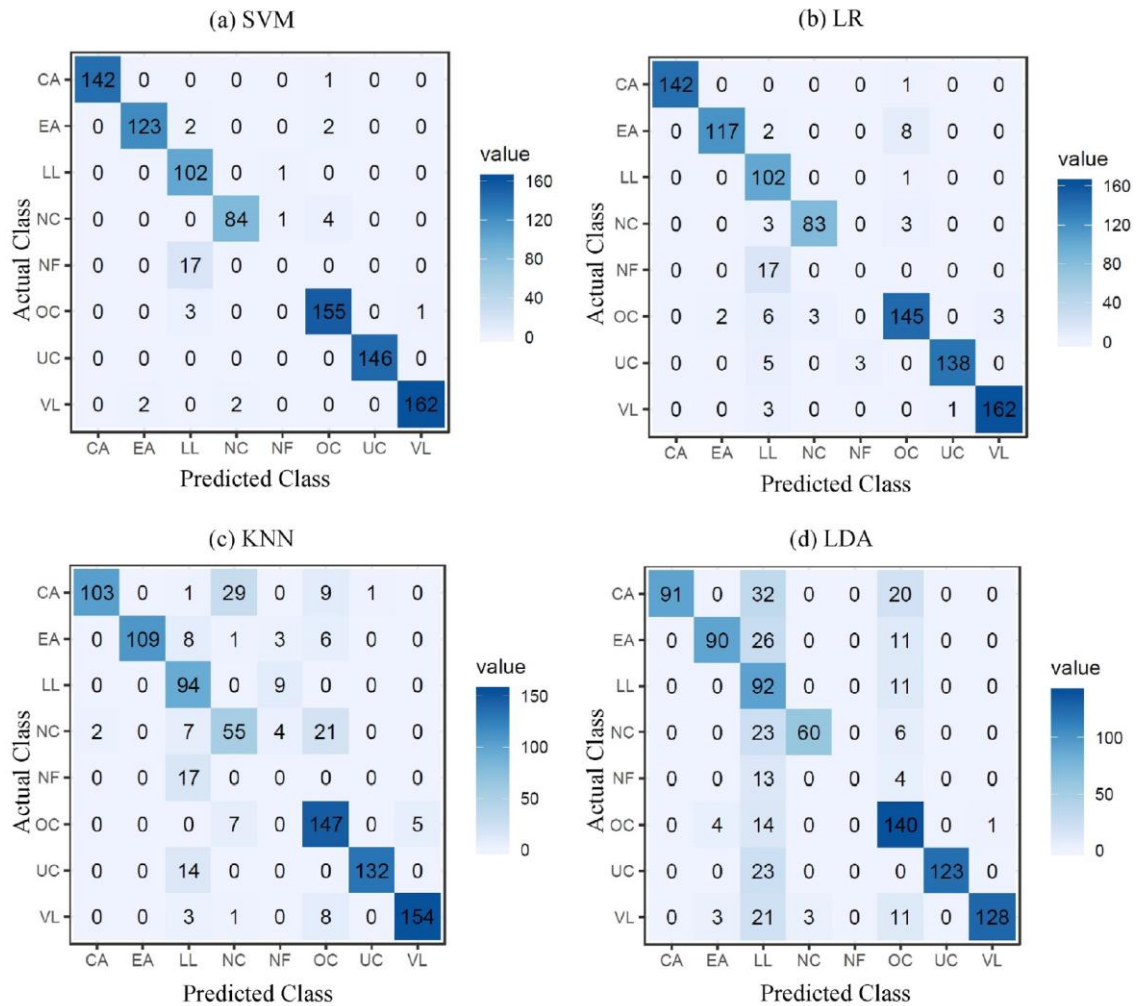 (a) SVM
CA 142 0 0 0 0 1 0 0
EA 0 123 2 0 0 2 0 0
LL 0 0 102 0 1 0 0 0
NC 0 0 0 84 1 4 0 0
NF 0 0 17 0 0 0 0 0
OC 0 0 3 0 0 155 0 1
UC 0 0 0 0 0 0 146 0
VL 0 2 0 2 0 0 0 162
CA EA LL NC NF OC UC VL
Predicted Class
Actual Class
value
160
120
80
40
0
(b) LR
CA 142 0 0 0 0 1 0 0
EA 0 117 2 0 0 8 0 0
LL 0 0 102 0 0 1 0 0
NC 0 0 3 83 0 3 0 0
NF 0 0 17 0 0 0 0 0
OC 0 2 6 3 0 145 0 3
UC 0 0 5 0 3 0 138 0
VL 0 0 3 0 0 0 1 162
CA EA LL NC NF OC UC VL
Predicted Class
Actual Class
value
160
120
80
40
0
(c) KNN
CA 103 0 1 29 0 9 1 0
EA 0 109 8 1 3 6 0 0
LL 0 0 94 0 9 0 0 0
NC 2 0 7 55 4 21 0 0
NF 0 0 17 0 0 0 0 0
OC 0 0 0 7 0 147 0 5
UC 0 0 14 0 0 0 132 0
VL 0 0 3 1 0 8 0 154
CA EA LL NC NF OC UC VL
Predicted Class
Actual Class
value
150
100
50
0
(d) LDA
CA 91 0 32 0 0 20 0 0
EA 0 90 26 0 0 11 0 0
LL 0 0 92 0 0 11 0 0
NC 0 0 23 60 0 6 0 0
NF 0 0 13 0 0 4 0 0
OC 0 4 14 0 0 140 0 1
UC 0 0 23 0 0 0 123 0
VL 0 3 21 3 0 11 0 128
CA EA LL NC NF OC UC VL
Predicted Class
Actual Class
value
100
50
0